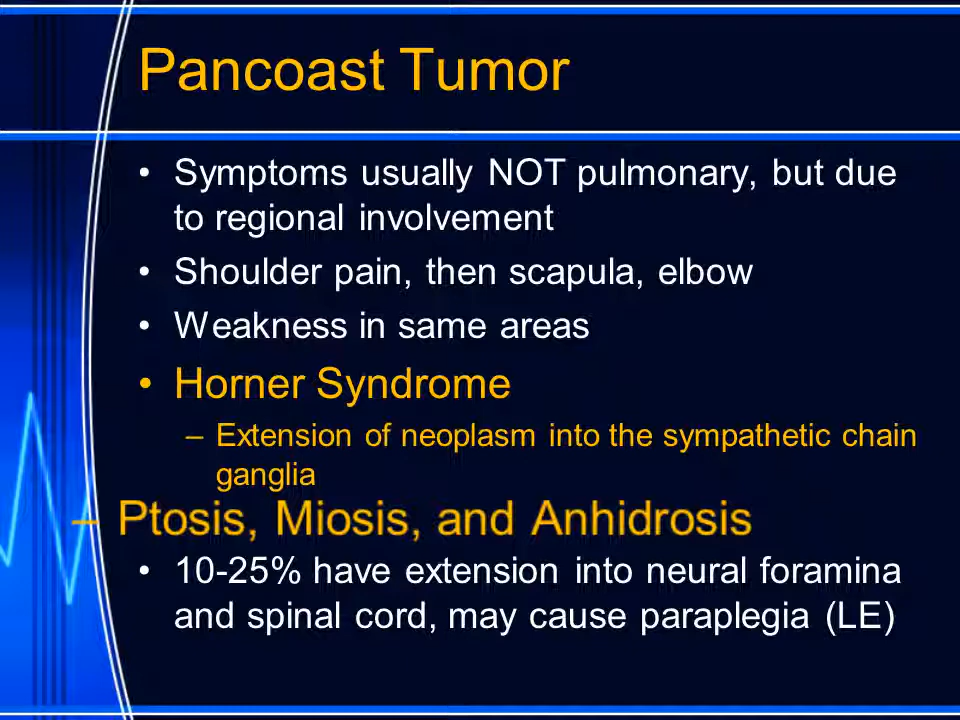 Pancoast Tumor
• Symptoms usually NOT pulmonary, but due
to regional involvement
• Shoulder pain, then scapula, elbow
• Weakness in same areas
• Horner Syndrome
– Extension of neoplasm into the sympathetic chain
ganglia
– Ptosis, Miosis, and Anhidrosis
• 10-25% have extension into neural foramina
and spinal cord, may cause paraplegia (LE)